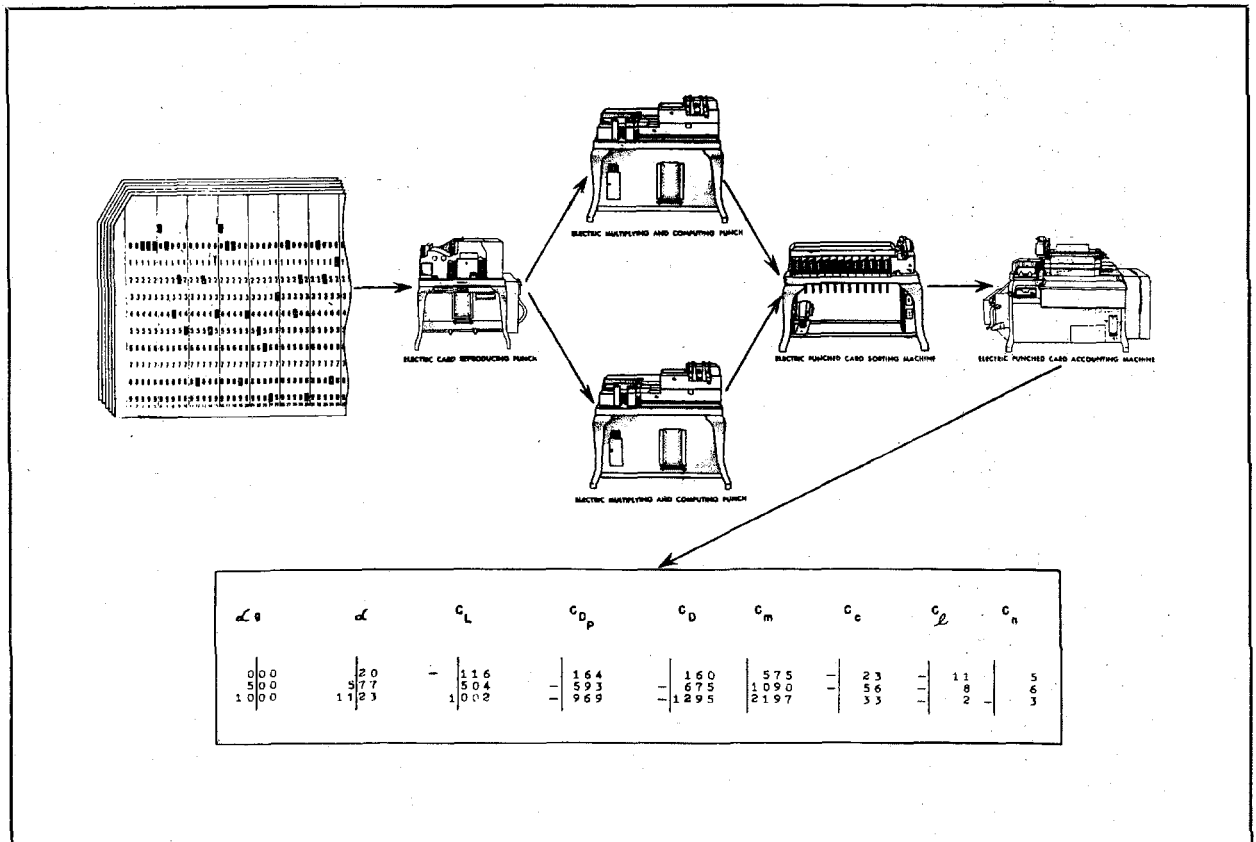 ELECTRIC MULTIPLYING AND COMPUTING PUNCH
ELECTRIC CARD REPRODUCING PUNCH
ELECTRIC PUNCHED CARD SORTING MACHINE
ELECTRIC PUNCHED CARD ACCOUNTING MACHINE
ELECTRIC MULTIPLYING AND COMPUTING PUNCH
α g α C_L C_D_p C_D C_m C_c C_ℓ C_n
0|00 |20 - |116 |164 |160 |575 - 23 - 11 5
5|00 5|77 |504 - |593 - |675 |1090 - 56 - 8 6
10|00 11|23 1|002 - |969 - |1295 |2197 33 - 2 - 3